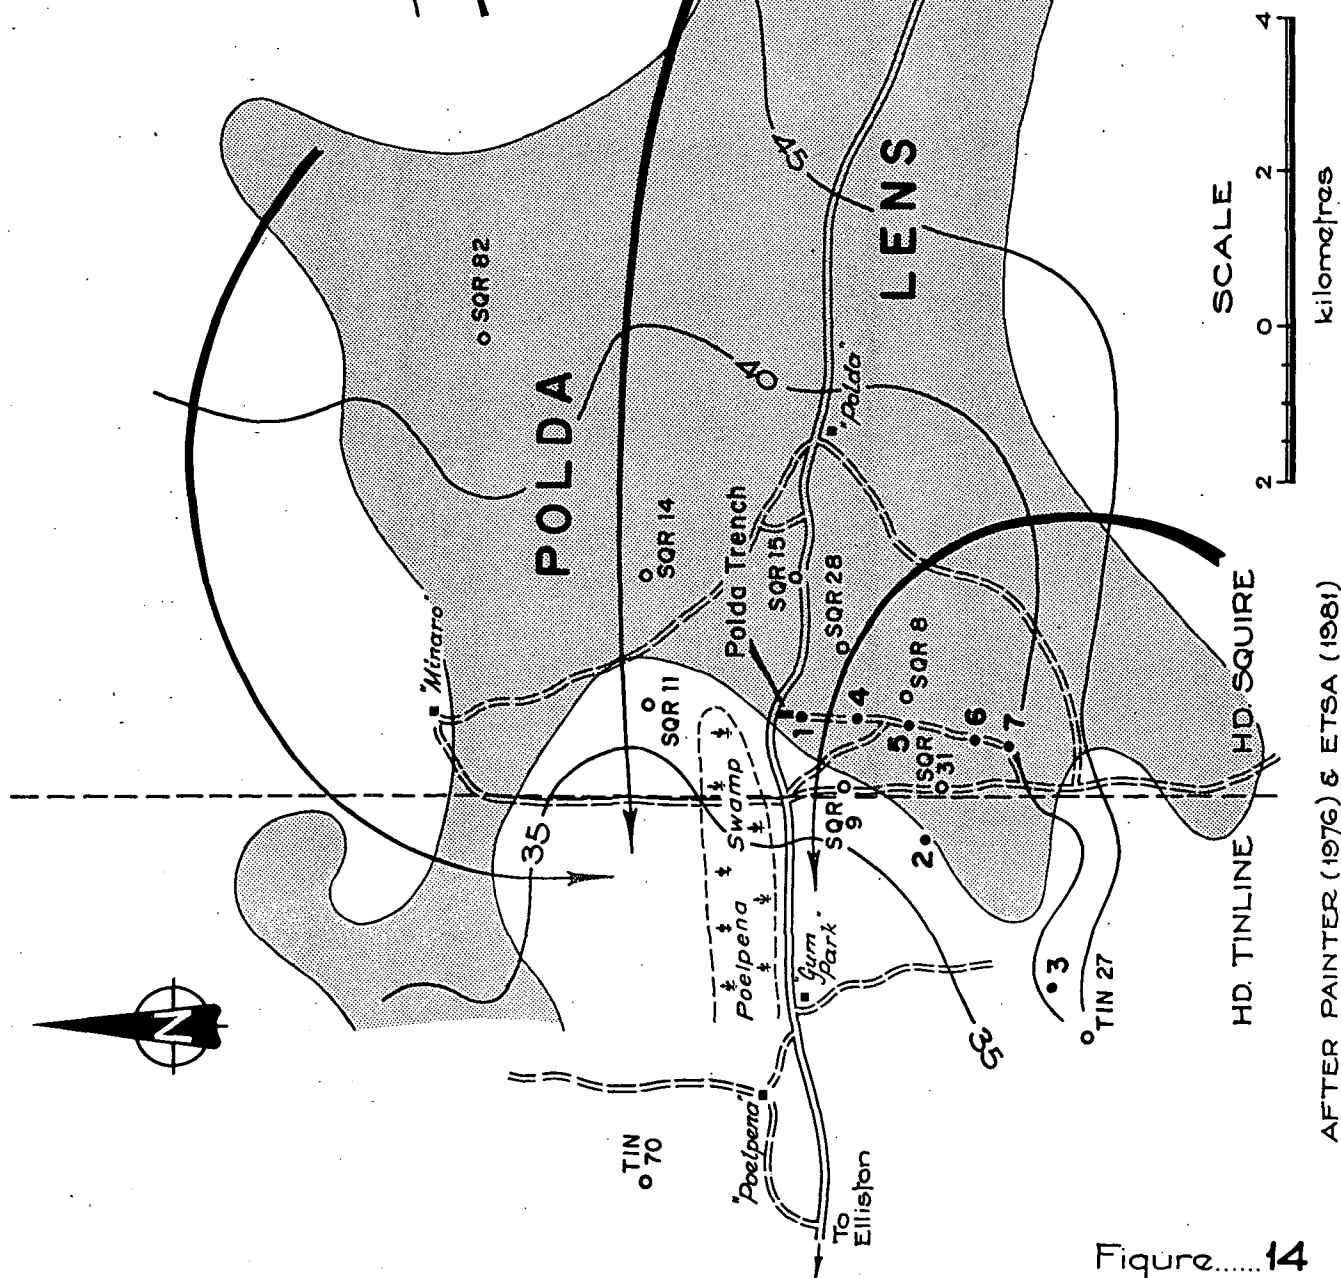 N
POLDA
LENS
45
40
35
35
SQR 82
SQR 14
SQR 15
SQR 28
SQR 11
SQR 8
SQR
31
SQR
9
"Minaro"
Polda Trench
"Polda"
Poelpena Swamp
"Gum
Park"
"Poelpena"
1
4
5
6
7
2
3
TIN 27
TIN
70
To
Elliston
HD. TINLINE
HD. SQUIRE
SCALE
2 0 2 4
kilometres
AFTER PAINTER (1976) & ETSA (1981)
Figure......14